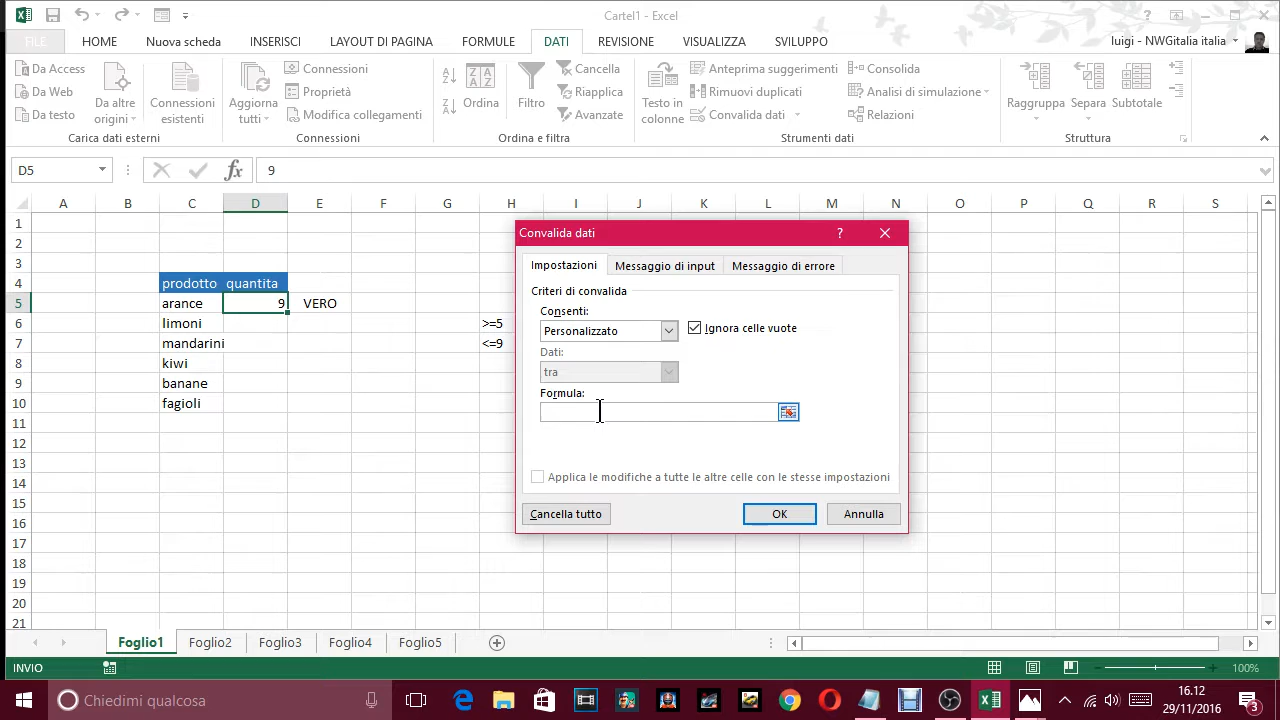 Cartel1 - Excel
FILE HOME Nuova scheda INSERISCI LAYOUT DI PAGINA FORMULE DATI REVISIONE VISUALIZZA SVILUPPO luigi - NWGitalia italia
Da Access
Da Web
Da testo
Da altre origini
Connessioni esistenti
Carica dati esterni
Aggiorna tutti
Connessioni
Proprietà
Modifica collegamenti
Connessioni
Ordina
Filtro
Cancella
Riapplica
Avanzate
Ordina e filtra
Testo in colonne
Anteprima suggerimenti
Rimuovi duplicati
Convalida dati
Consolida
Analisi di simulazione
Relazioni
Strumenti dati
Raggruppa
Separa
Subtotale
Struttura
D5 fx 9
A B C D E F G H I J K L M N O P Q R S
1
2
3
4 prodotto quantita
5 arance 9 VERO
6 limoni >=5
7 mandarini <=9
8 kiwi
9 banane
10 fagioli
11
12
13
14
15
16
17
18
19
20
21
Convalida dati ?
Impostazioni Messaggio di input Messaggio di errore
Criteri di convalida
Consenti:
Personalizzato Ignora celle vuote
Dati:
tra
Formula:
Applica le modifiche a tutte le altre celle con le stesse impostazioni
Cancella tutto OK Annulla
Foglio1 Foglio2 Foglio3 Foglio4 Foglio5
INVIO 100%
Chiedimi qualcosa
16.12
29/11/2016
3